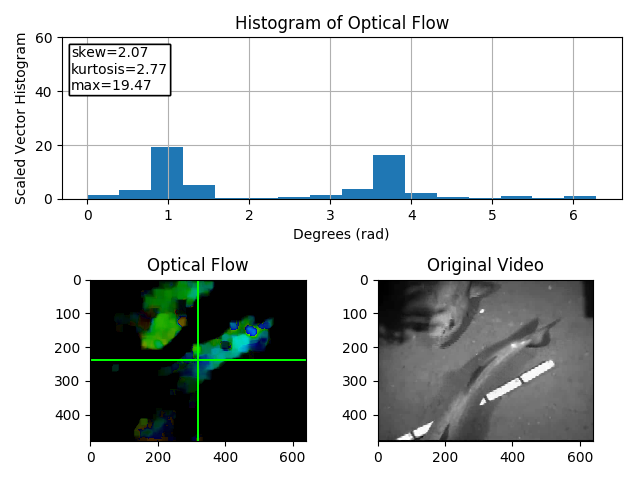 Histogram of Optical Flow
Scaled Vector Histogram
60
40
20
0
skew=2.07
kurtosis=2.77
max=19.47
0 1 2 3 4 5 6
Degrees (rad)
Optical Flow
0
100
200
300
400
0 200 400 600
Original Video
0
100
200
300
400
0 200 400 600